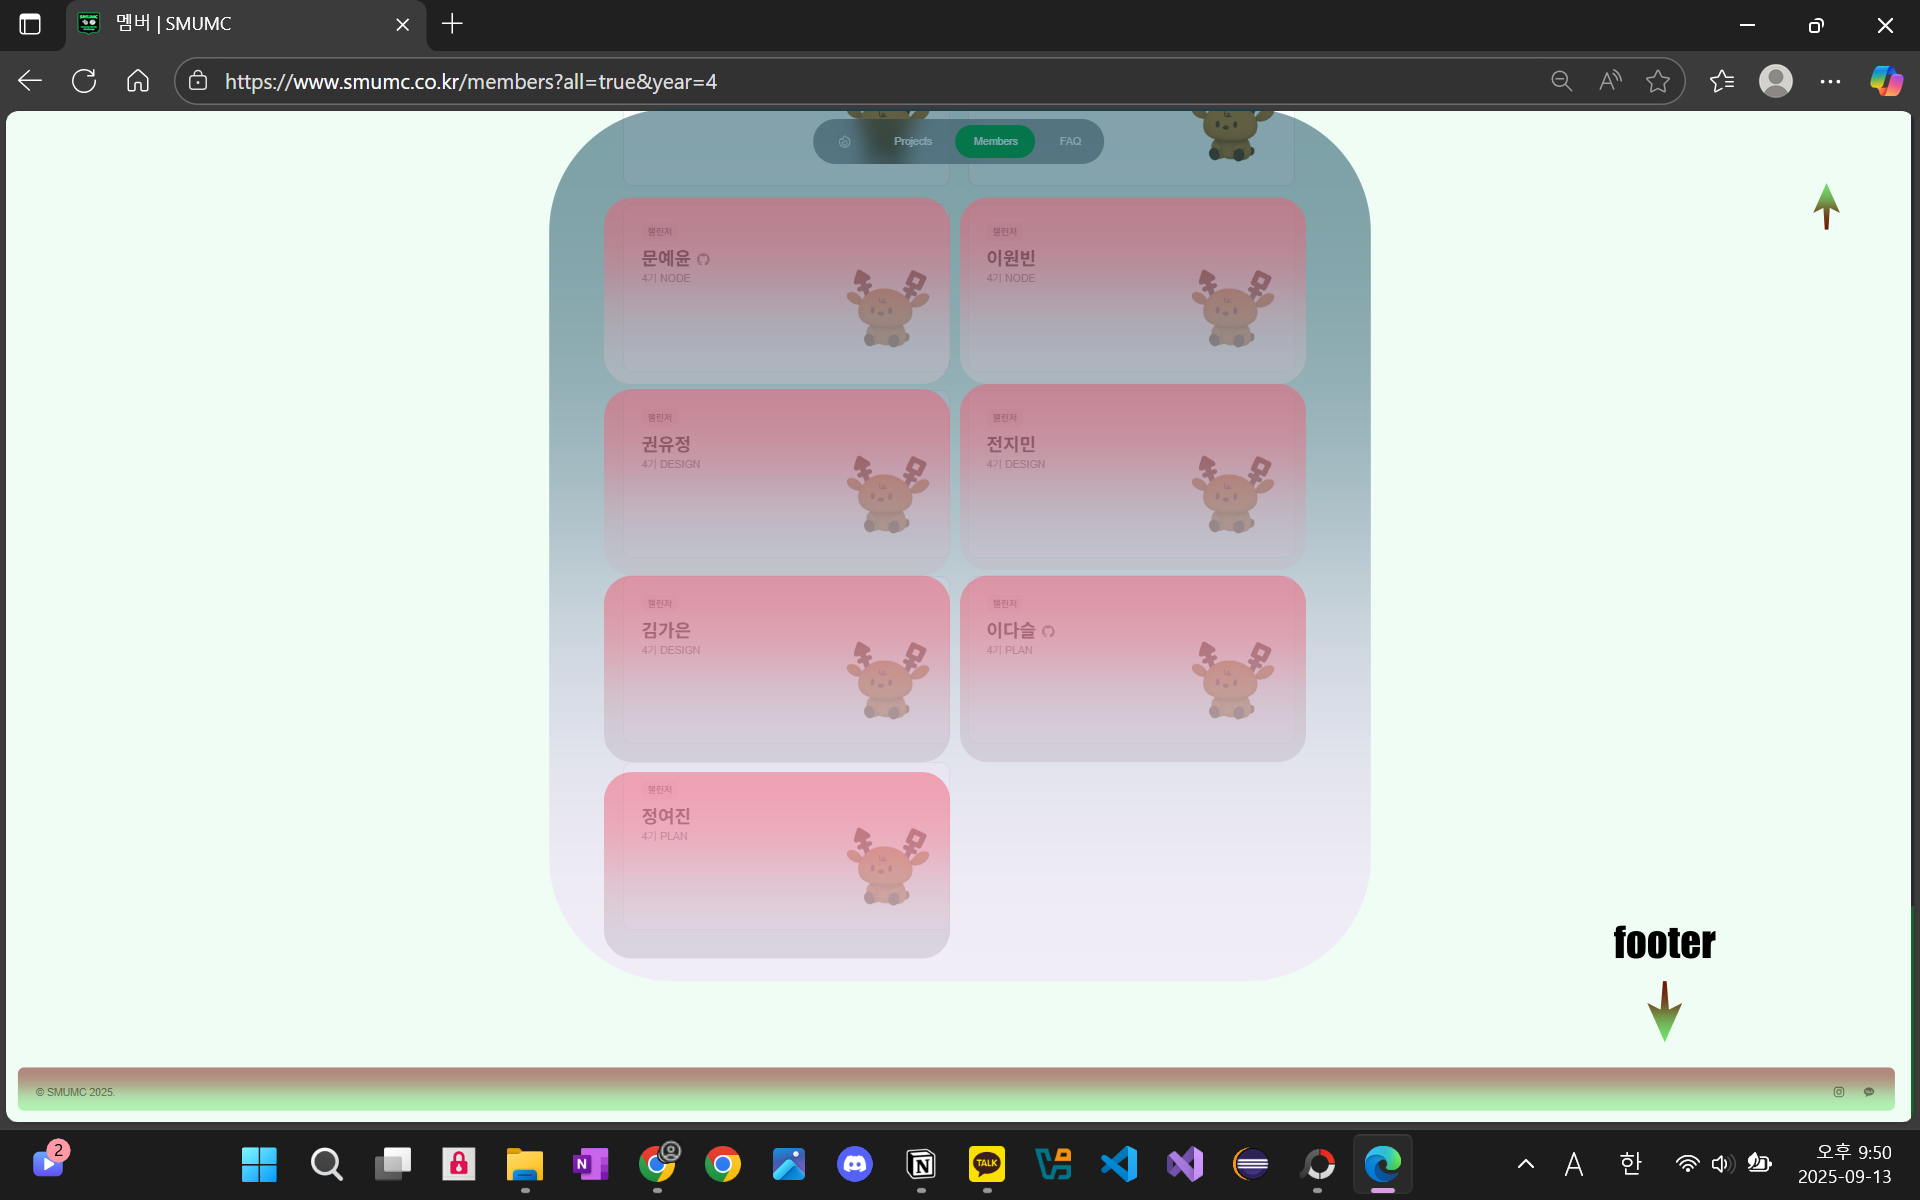 멤버 | SMUMC
https://www.smumc.co.kr/members?all=true&year=4
Projects
Members
FAQ
챌린저
문예윤
4기 NODE
챌린저
이원빈
4기 NODE
챌린저
권유정
4기 DESIGN
챌린저
전지민
4기 DESIGN
챌린저
김가은
4기 DESIGN
챌린저
이다슬
4기 PLAN
챌린저
정여진
4기 PLAN
footer
© SMUMC 2025.
2
N
N
TALK
A
한
오후 9:50
2025-09-13